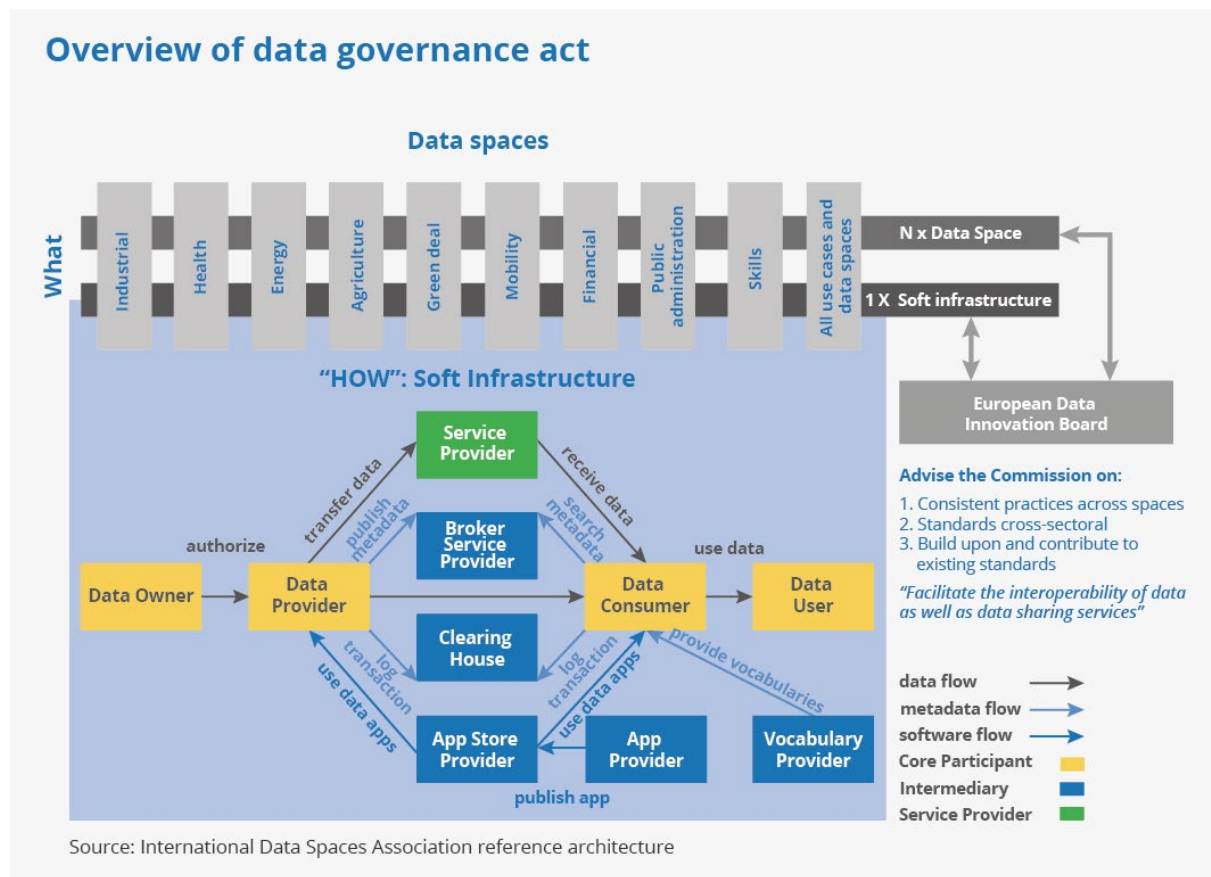 Overview of data governance act
Data spaces
What
Industrial
Health
Energy
Agriculture
Green deal
Mobility
Financial
Public
administration
Skills
All use cases and
data spaces
N x Data Space
1 X Soft infrastructure
“HOW”: Soft Infrastructure
European Data
Innovation Board
Service
Provider
transfer data
receive data
publish
metadata
search
metadata
Broker
Service
Provider
authorize
use data
Data Owner
Data
Provider
Data
Consumer
Data
User
Clearing
House
log
transaction
log
transaction
use data apps
use data apps
provide vocabularies
App Store
Provider
App
Provider
Vocabulary
Provider
publish app
Advise the Commission on:
1. Consistent practices across spaces
2. Standards cross-sectoral
3. Build upon and contribute to
existing standards
“Facilitate the interoperability of data
as well as data sharing services”
data flow
metadata flow
software flow
Core Participant
Intermediary
Service Provider
Source: International Data Spaces Association reference architecture